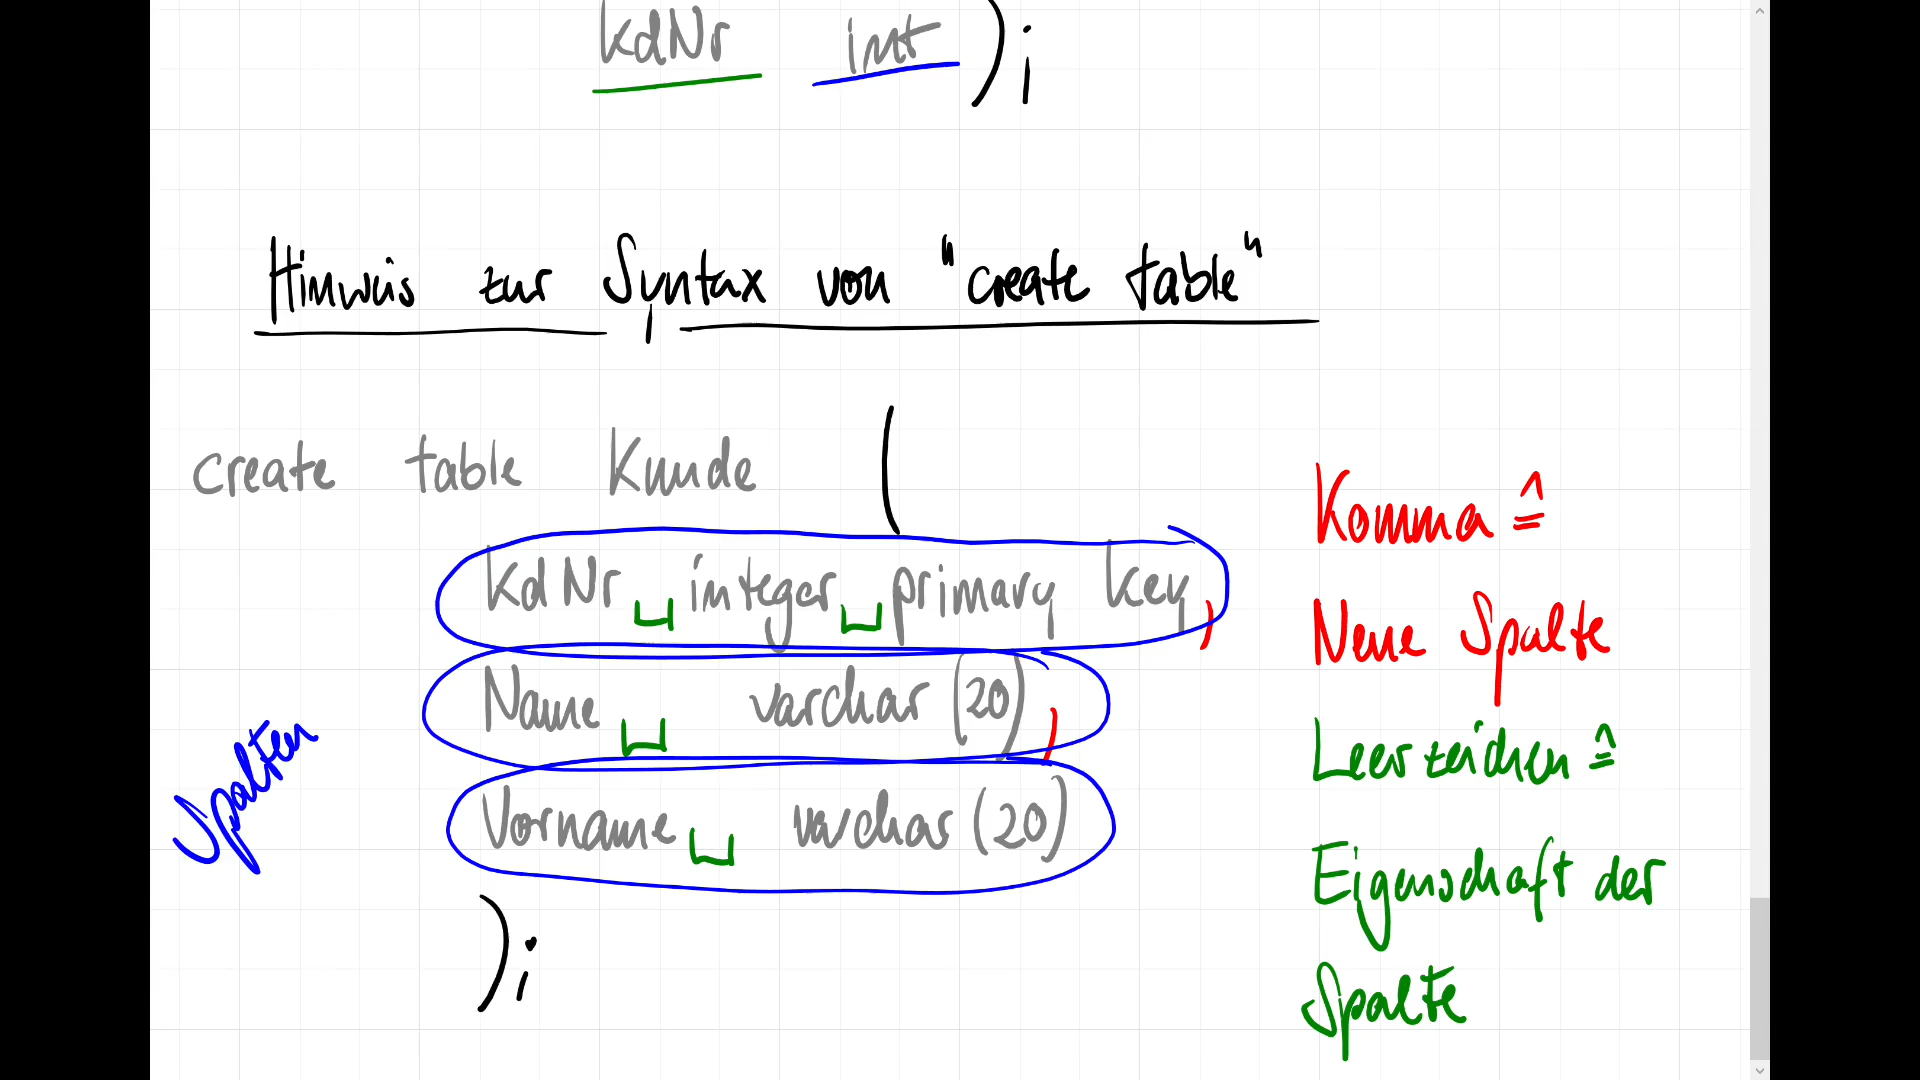 kdNr int );
Hinweis zur Syntax von "create table"
create table Kunde (
KdNr␣integer␣primary key,
Name␣ varchar (20),
Vorname␣ varchar (20)
);
Spalten
Komma ≙
Neue Spalte
Leerzeichen ≙
Eigenschaft der
Spalte